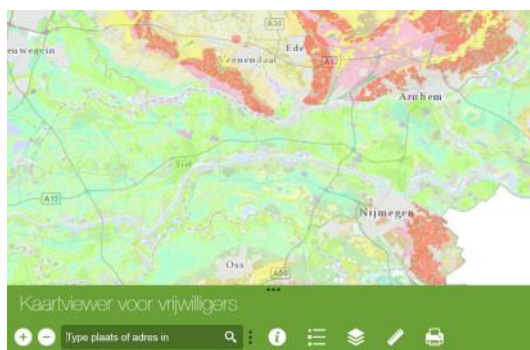 A30
euwegein
Ede
Veenendaal
A12
Arnhem
Tiel
A15
Nijmegen
Oss
A50
Kaartviewer voor vrijwilligers
Type plaats of adres in